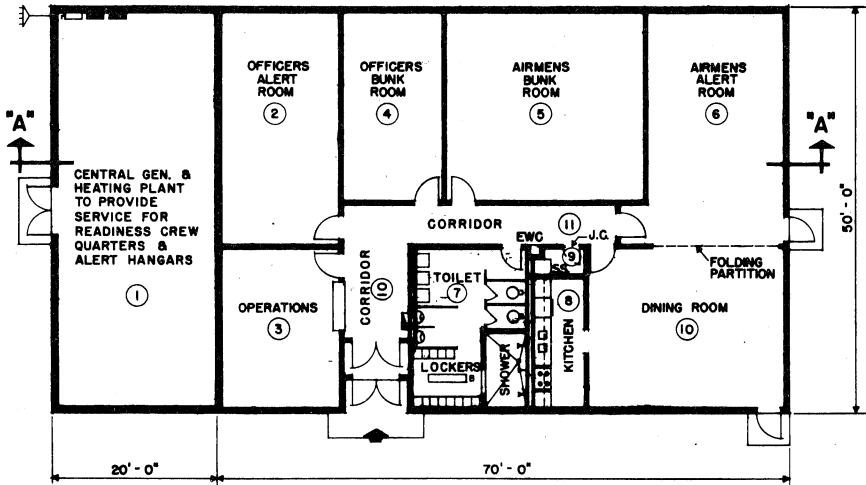 OFFICERS
ALERT
ROOM
2
OFFICERS
BUNK
ROOM
4
AIRMENS
BUNK
ROOM
5
AIRMENS
ALERT
ROOM
6
"A"
"A"
CENTRAL GEN. &
HEATING PLANT
TO PROVIDE
SERVICE FOR
READINESS CREW
QUARTERS &
ALERT HANGARS
1
CORRIDOR
11
J.C.
EWC
9
SS
FOLDING
PARTITION
50'-0"
OPERATIONS
3
CORRIDOR
10
TOILET
7
8
KITCHEN
DINING ROOM
10
LOCKERS
B
SHOWER
20'-0"
70'-0"